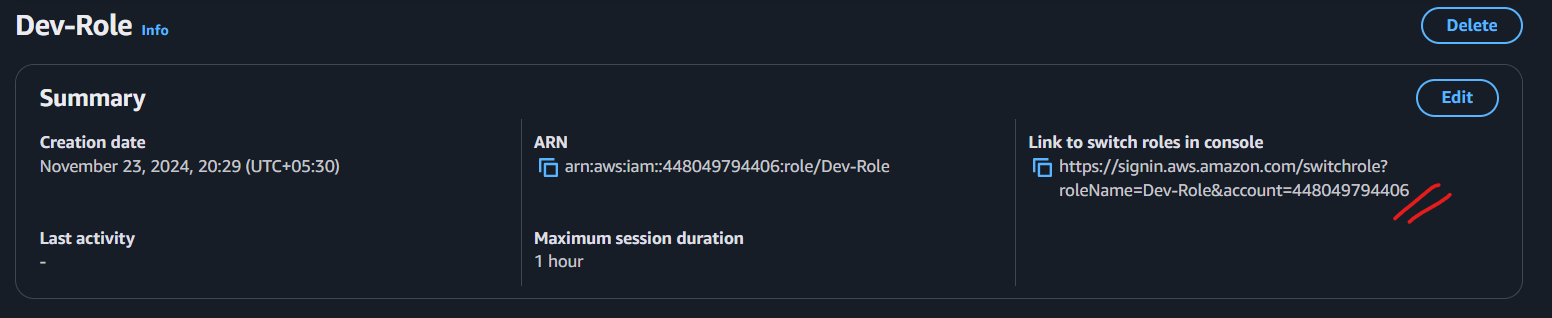 Dev-Role Info
Delete
Summary
Edit
Creation date
November 23, 2024, 20:29 (UTC+05:30)
ARN
arn:aws:iam::448049794406:role/Dev-Role
Link to switch roles in console
https://signin.aws.amazon.com/switchrole?
roleName=Dev-Role&account=448049794406
Last activity
-
Maximum session duration
1 hour